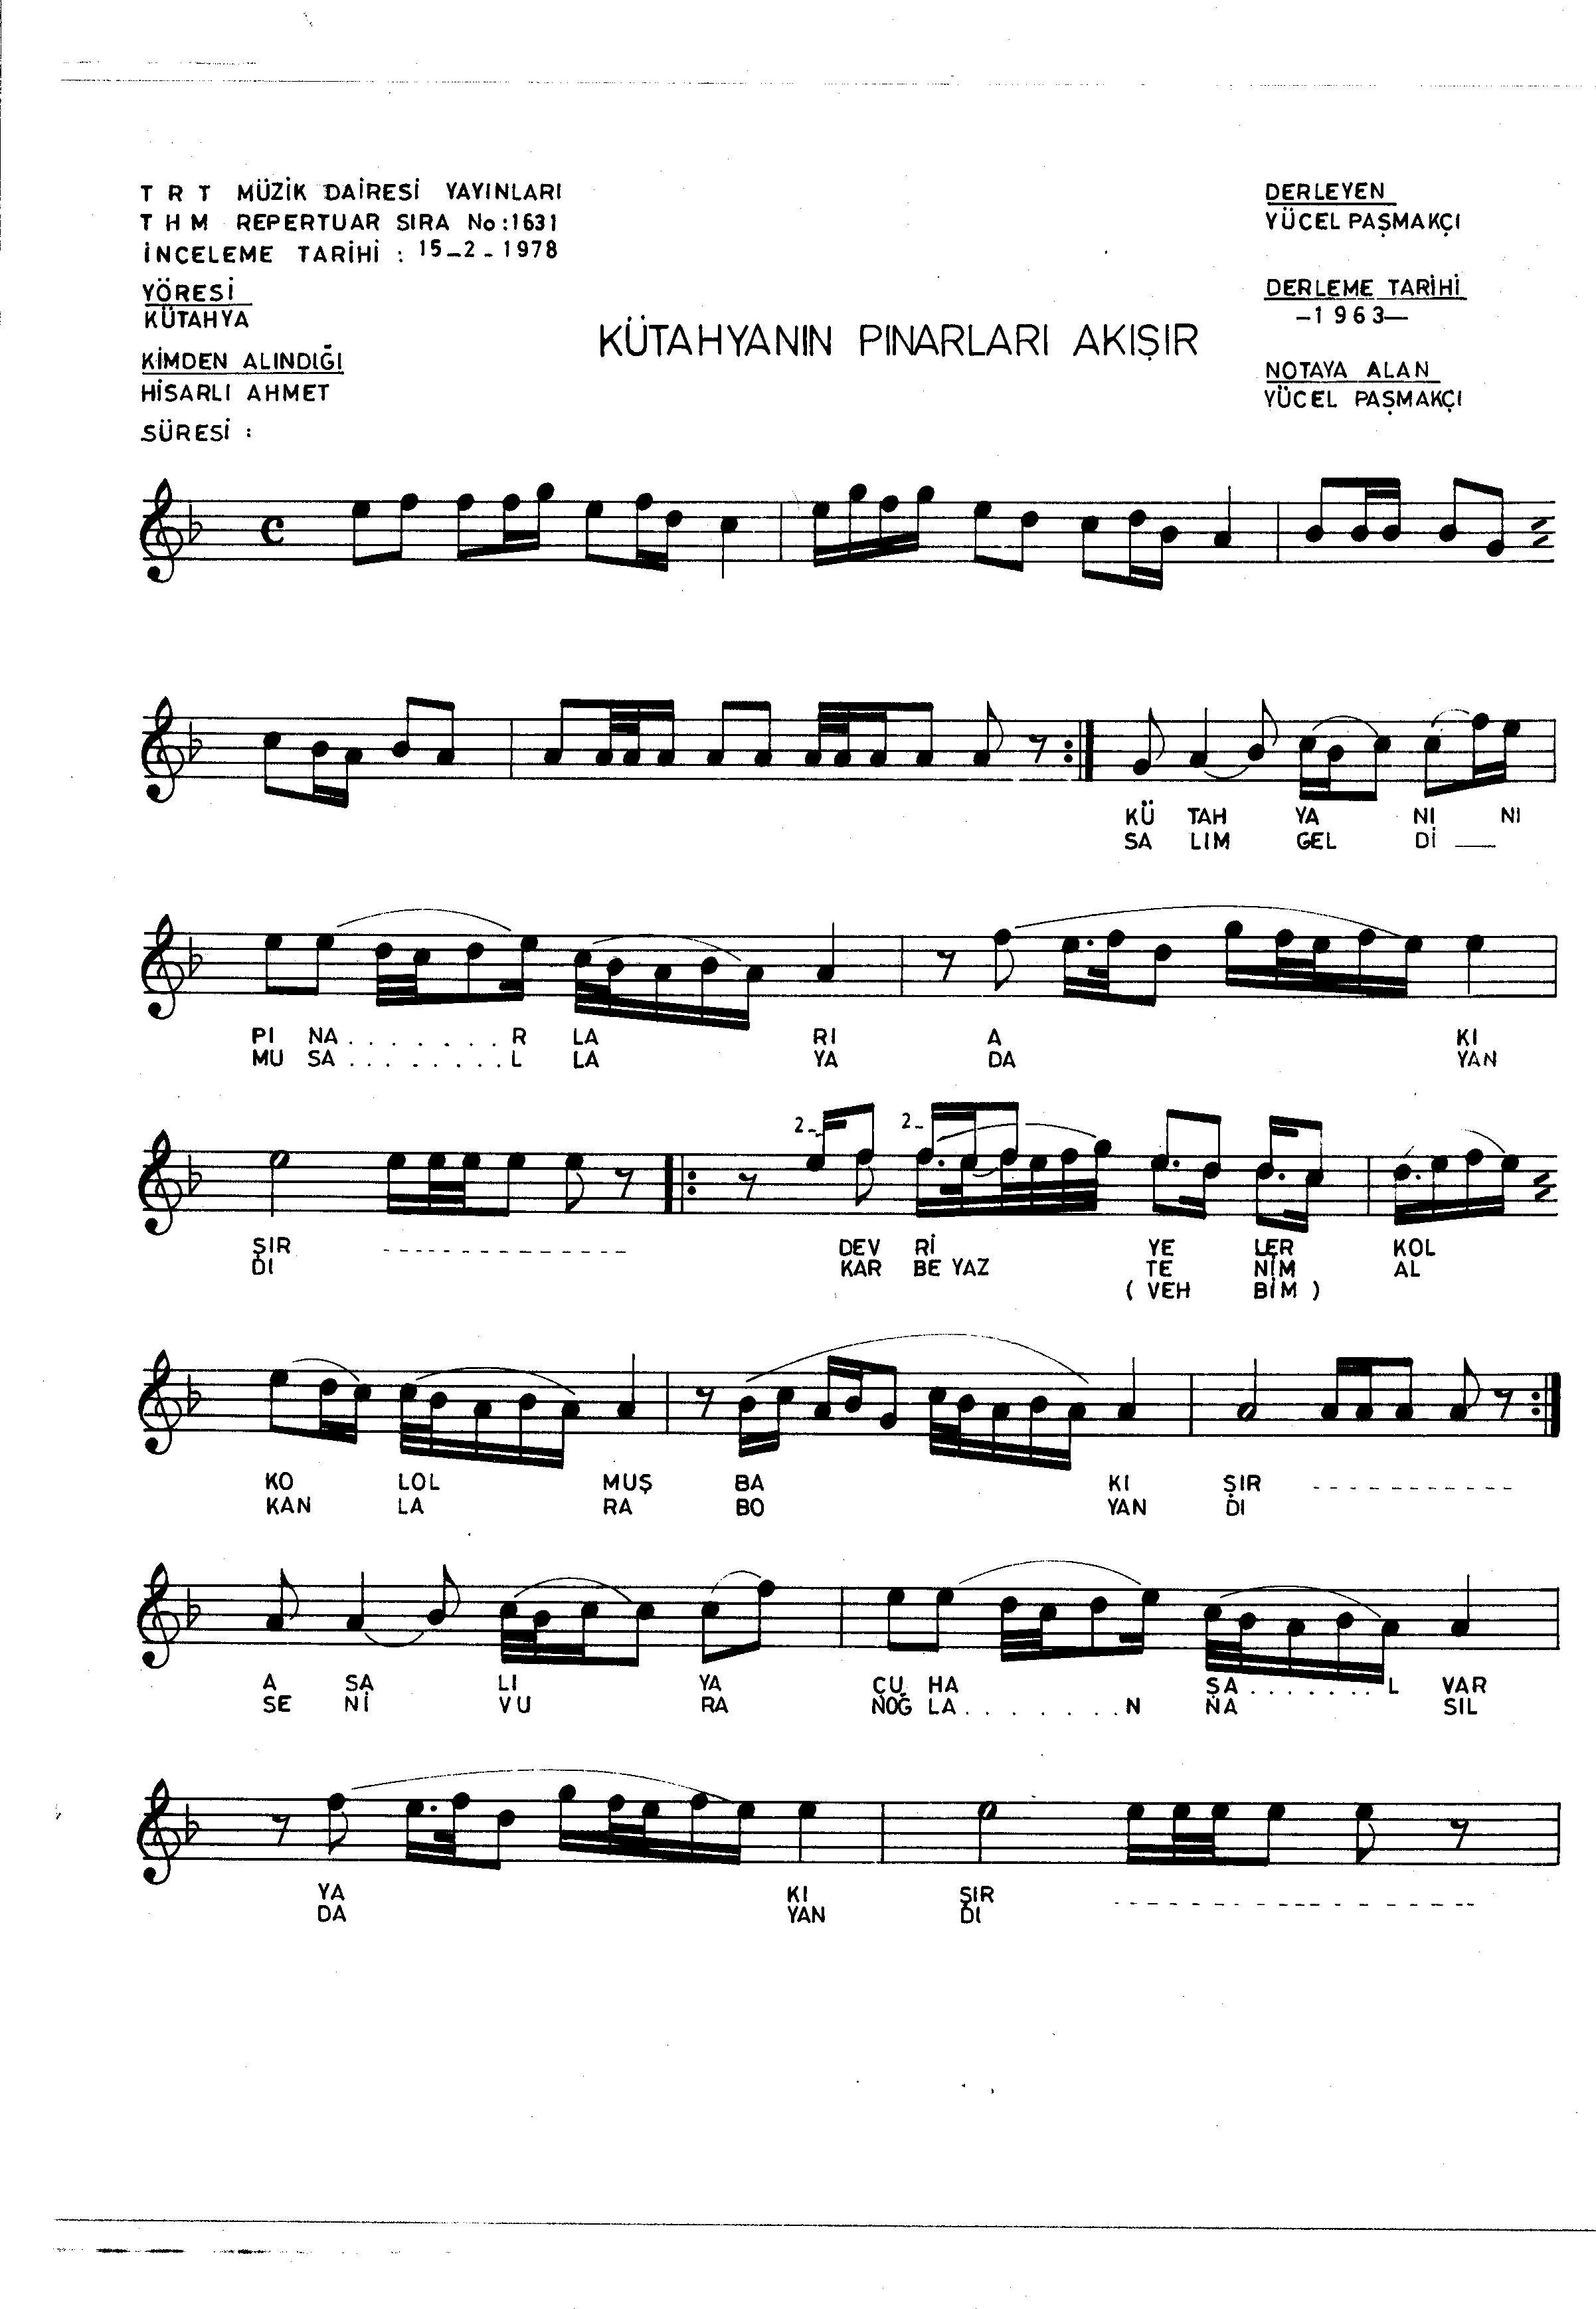 T R T MÜZİK DAİRESİ YAYINLARI
T H M REPERTUAR SIRA No:1631
İNCELEME TARİHİ : 15-2-1978
YÖRESİ
KÜTAHYA
KİMDEN ALINDIĞI
HİSARLI AHMET
SÜRESİ :
KÜTAHYANIN PINARLARI AKIŞIR
DERLEYEN
YÜCEL PAŞMAKÇI
DERLEME TARİHİ
-1963-
NOTAYA ALAN
YÜCEL PAŞMAKÇI
KÜ TAH YA NI NI
SA LIM GEL Dİ __
PI NA . . . . . . . R LA RI A KI
MU SA . . . . . . . . L LA YA DA YAN
2- 2-
ŞIR - - - - - - - - - - - - - - DEV Rİ YE LER KOL
DI KAR BE YAZ TE NİM AL
( VEH BİM )
KO LOL MUŞ BA KI ŞIR - - - - - - - - - - -
KAN LA RA BO YAN DI
A SA LI YA CU HA SA . . . . . . . L VAR
SE Nİ VU RA NOĞ LA . . . . . . . N NA SIL
YA KI ŞIR - - - - - - - - - - - - - - - -
DA YAN DI